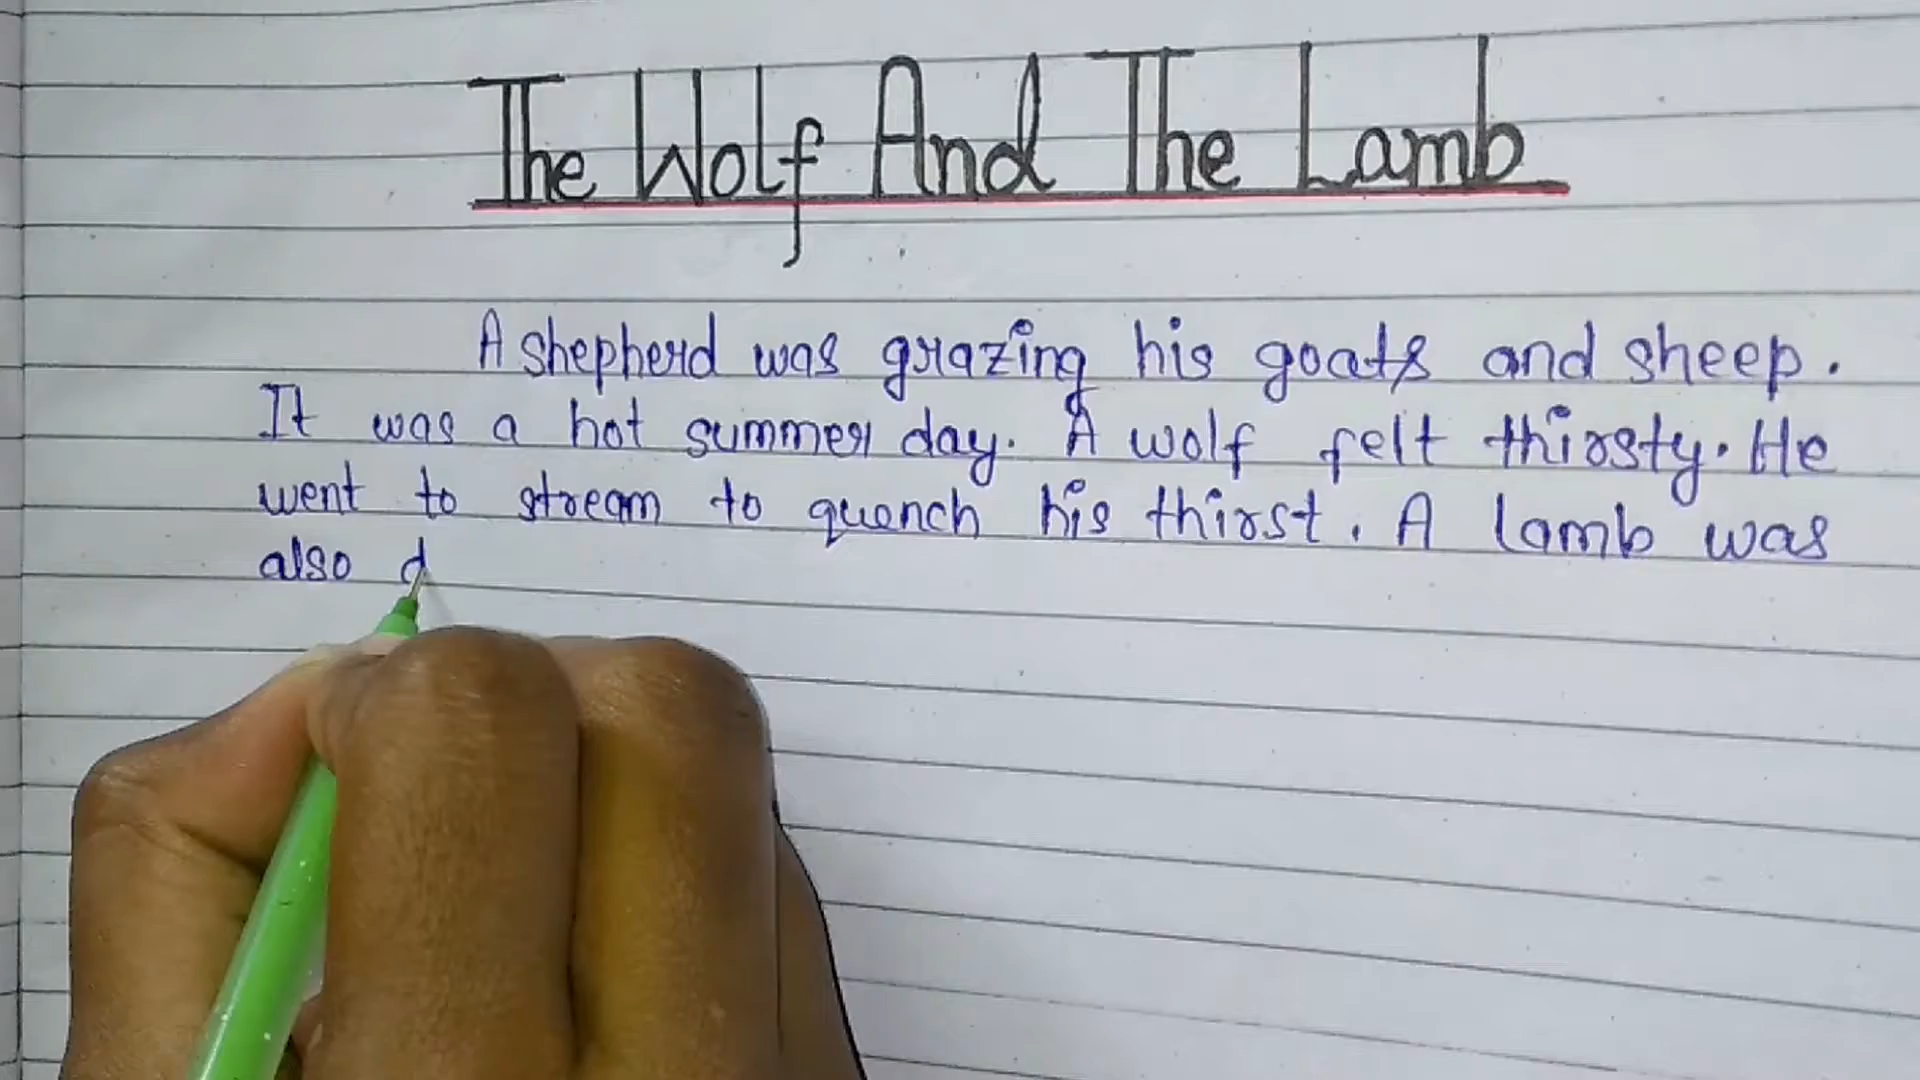 The Wolf And The Lamb
A shepherd was grazing his goats and sheep.
It was a hot summer day. A wolf felt thirsty. He
went to stream to quench his thirst. A lamb was
also d